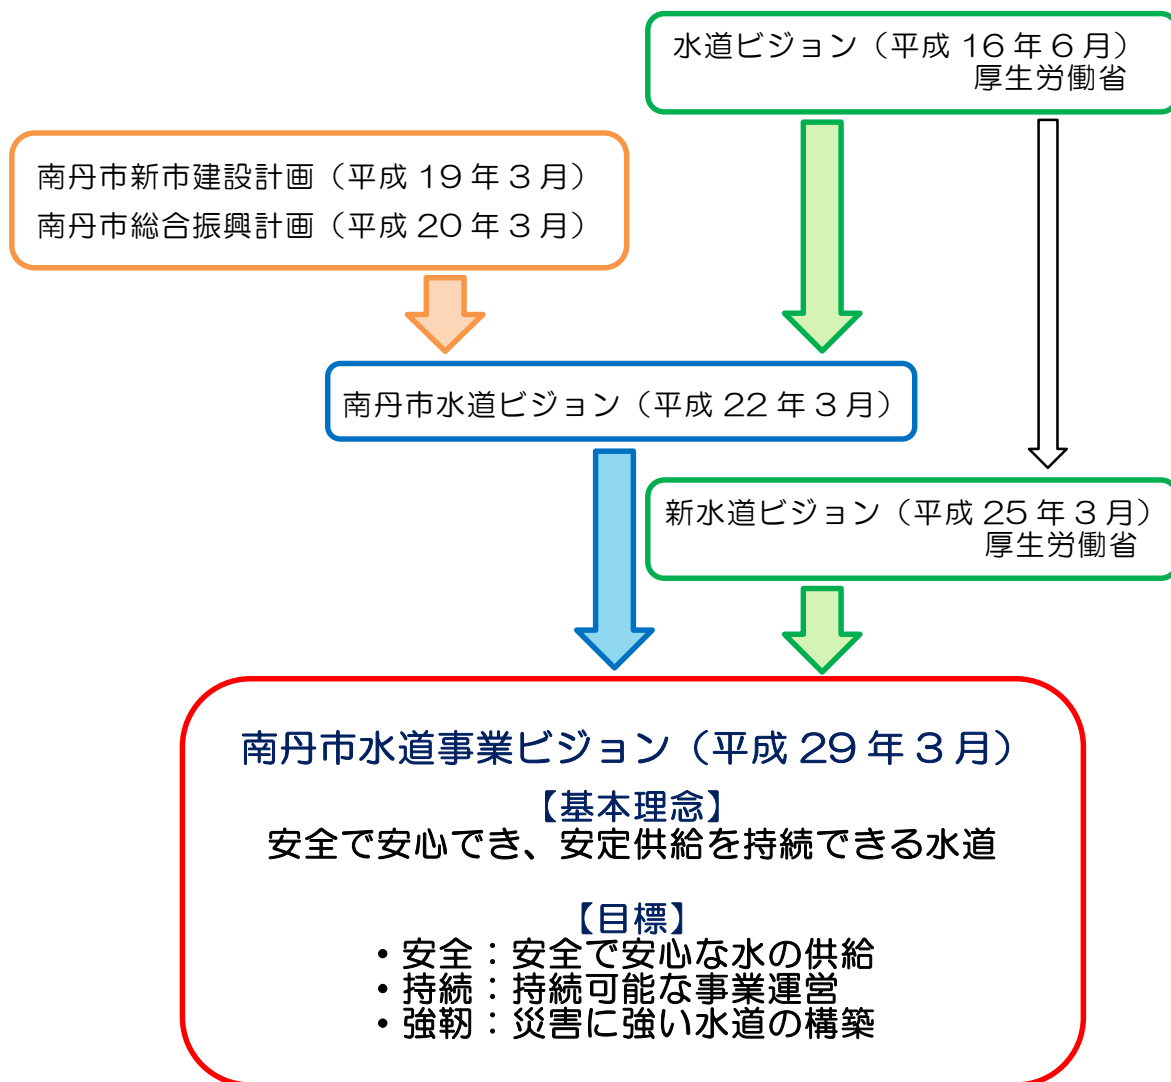 水道ビジョン（平成 16 年 6 月）
厚生労働省
南丹市新市建設計画（平成 19 年 3 月）
南丹市総合振興計画（平成 20 年 3 月）
南丹市水道ビジョン（平成 22 年 3 月）
新水道ビジョン（平成 25 年 3 月）
厚生労働省
南丹市水道事業ビジョン（平成 29 年 3 月）
【基本理念】
安全で安心でき、安定供給を持続できる水道
【目標】
・安全：安全で安心な水の供給
・持続：持続可能な事業運営
・強靭：災害に強い水道の構築